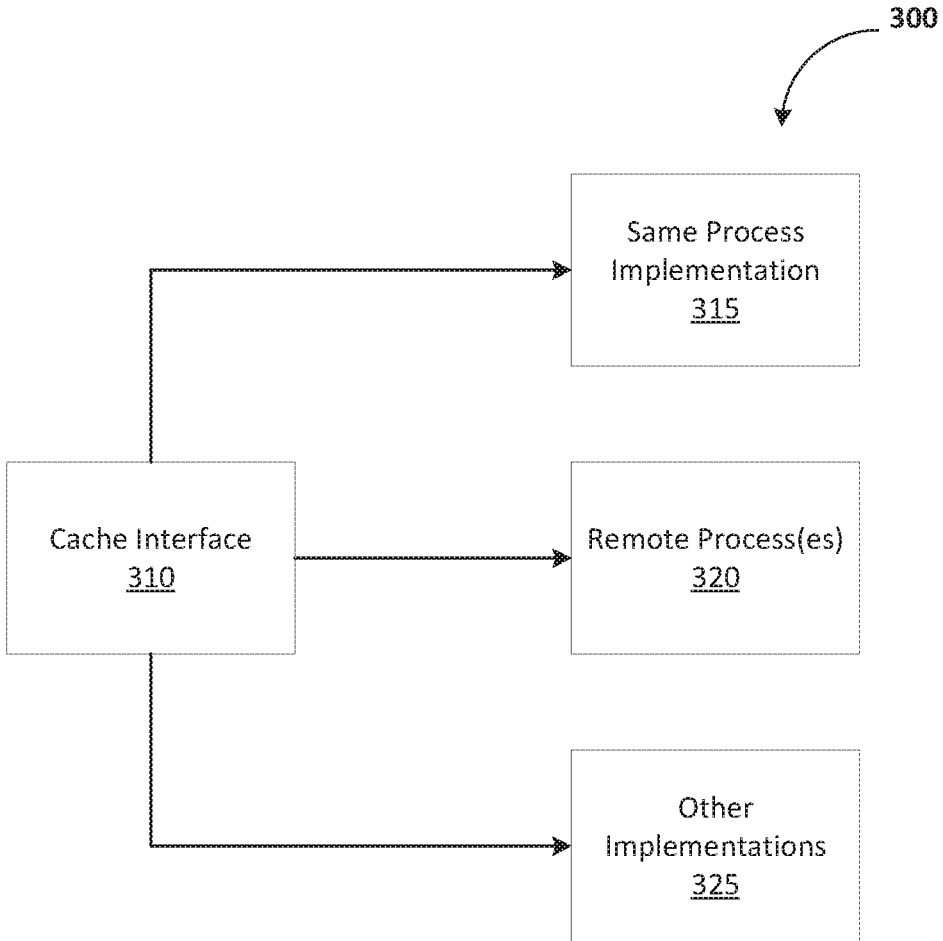 300
Same Process
Implementation
315
Cache Interface
310
Remote Process(es)
320
Other
Implementations
325